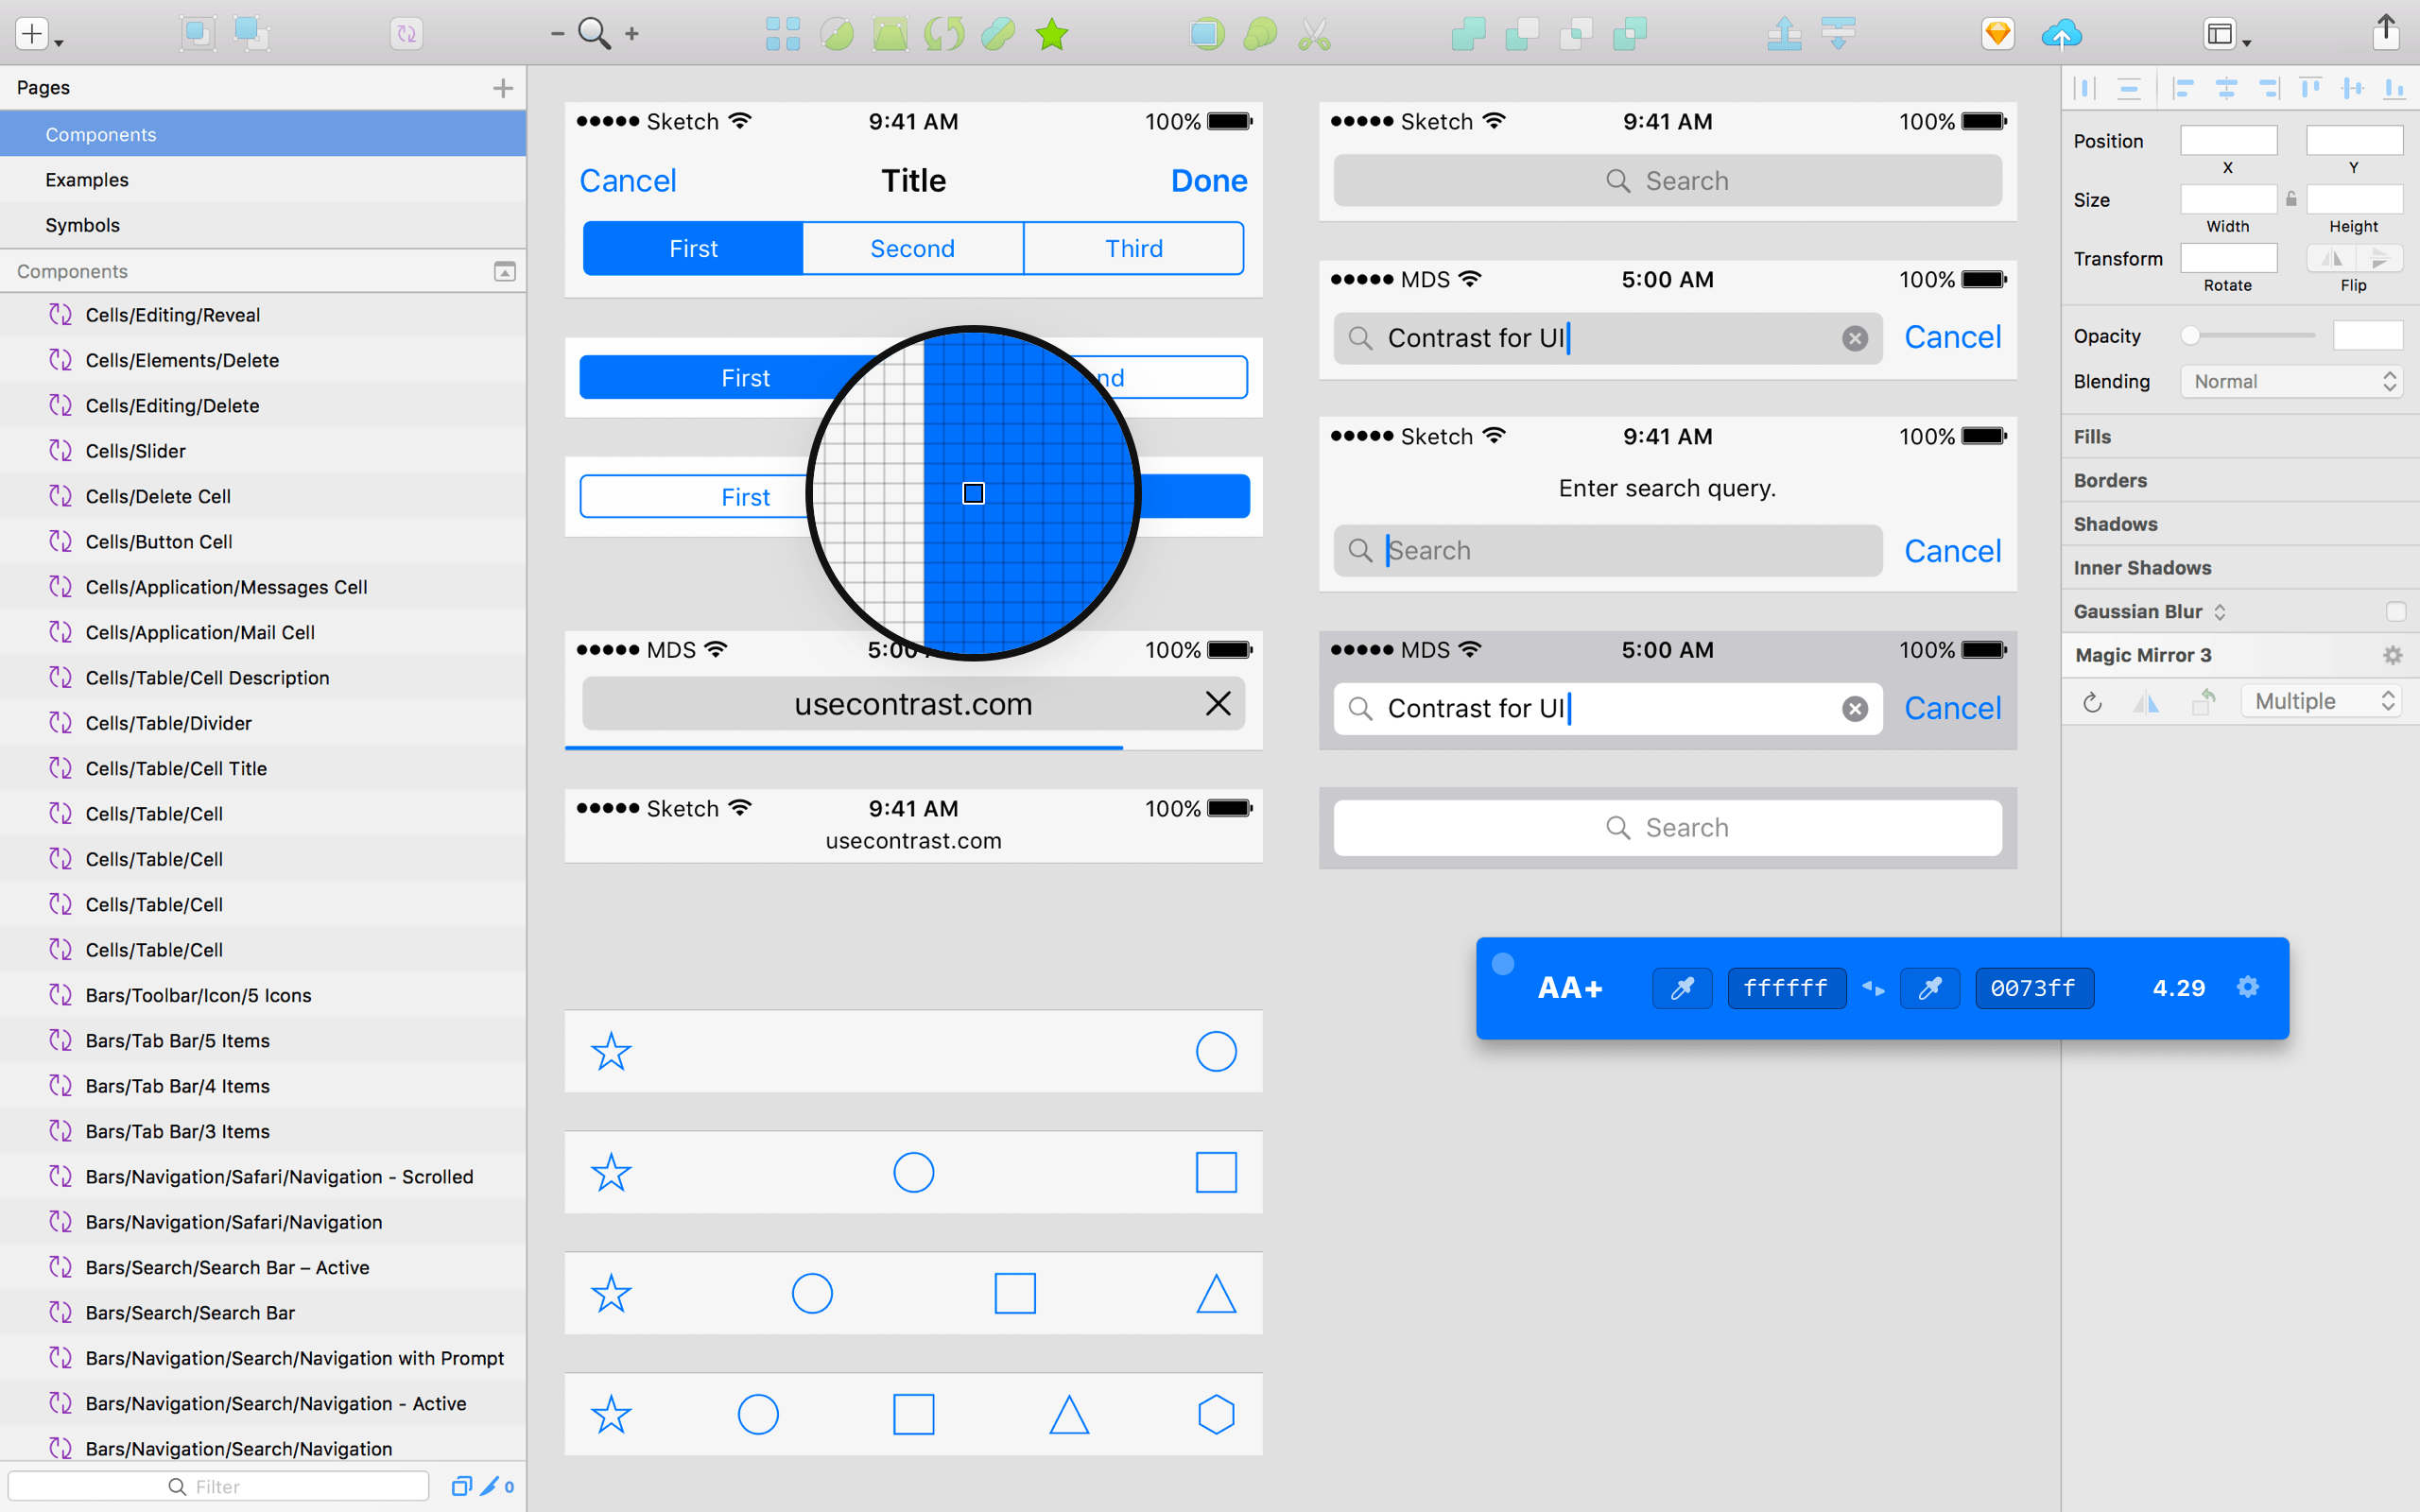 Pages
Components
Examples
Symbols
Components
Cells/Editing/Reveal
Cells/Elements/Delete
Cells/Editing/Delete
Cells/Slider
Cells/Delete Cell
Cells/Button Cell
Cells/Application/Messages Cell
Cells/Application/Mail Cell
Cells/Table/Cell Description
Cells/Table/Divider
Cells/Table/Cell Title
Cells/Table/Cell
Cells/Table/Cell
Cells/Table/Cell
Cells/Table/Cell
Bars/Toolbar/Icon/5 Icons
Bars/Tab Bar/5 Items
Bars/Tab Bar/4 Items
Bars/Tab Bar/3 Items
Bars/Navigation/Safari/Navigation - Scrolled
Bars/Navigation/Safari/Navigation
Bars/Search/Search Bar – Active
Bars/Search/Search Bar
Bars/Navigation/Search/Navigation with Prompt
Bars/Navigation/Search/Navigation - Active
Bars/Navigation/Search/Navigation
Filter
0
Sketch 9:41 AM 100%
Cancel Title Done
First Second Third
First nd
First
MDS 5:00 100%
usecontrast.com
Sketch 9:41 AM 100%
usecontrast.com
Sketch 9:41 AM 100%
Search
MDS 5:00 AM 100%
Contrast for UI Cancel
Sketch 9:41 AM 100%
Enter search query.
Search Cancel
MDS 5:00 AM 100%
Contrast for UI Cancel
Search
AA+ ffffff 0073ff 4.29
Position
X Y
Size
Width Height
Transform
Rotate Flip
Opacity
Blending Normal
Fills
Borders
Shadows
Inner Shadows
Gaussian Blur
Magic Mirror 3
Multiple